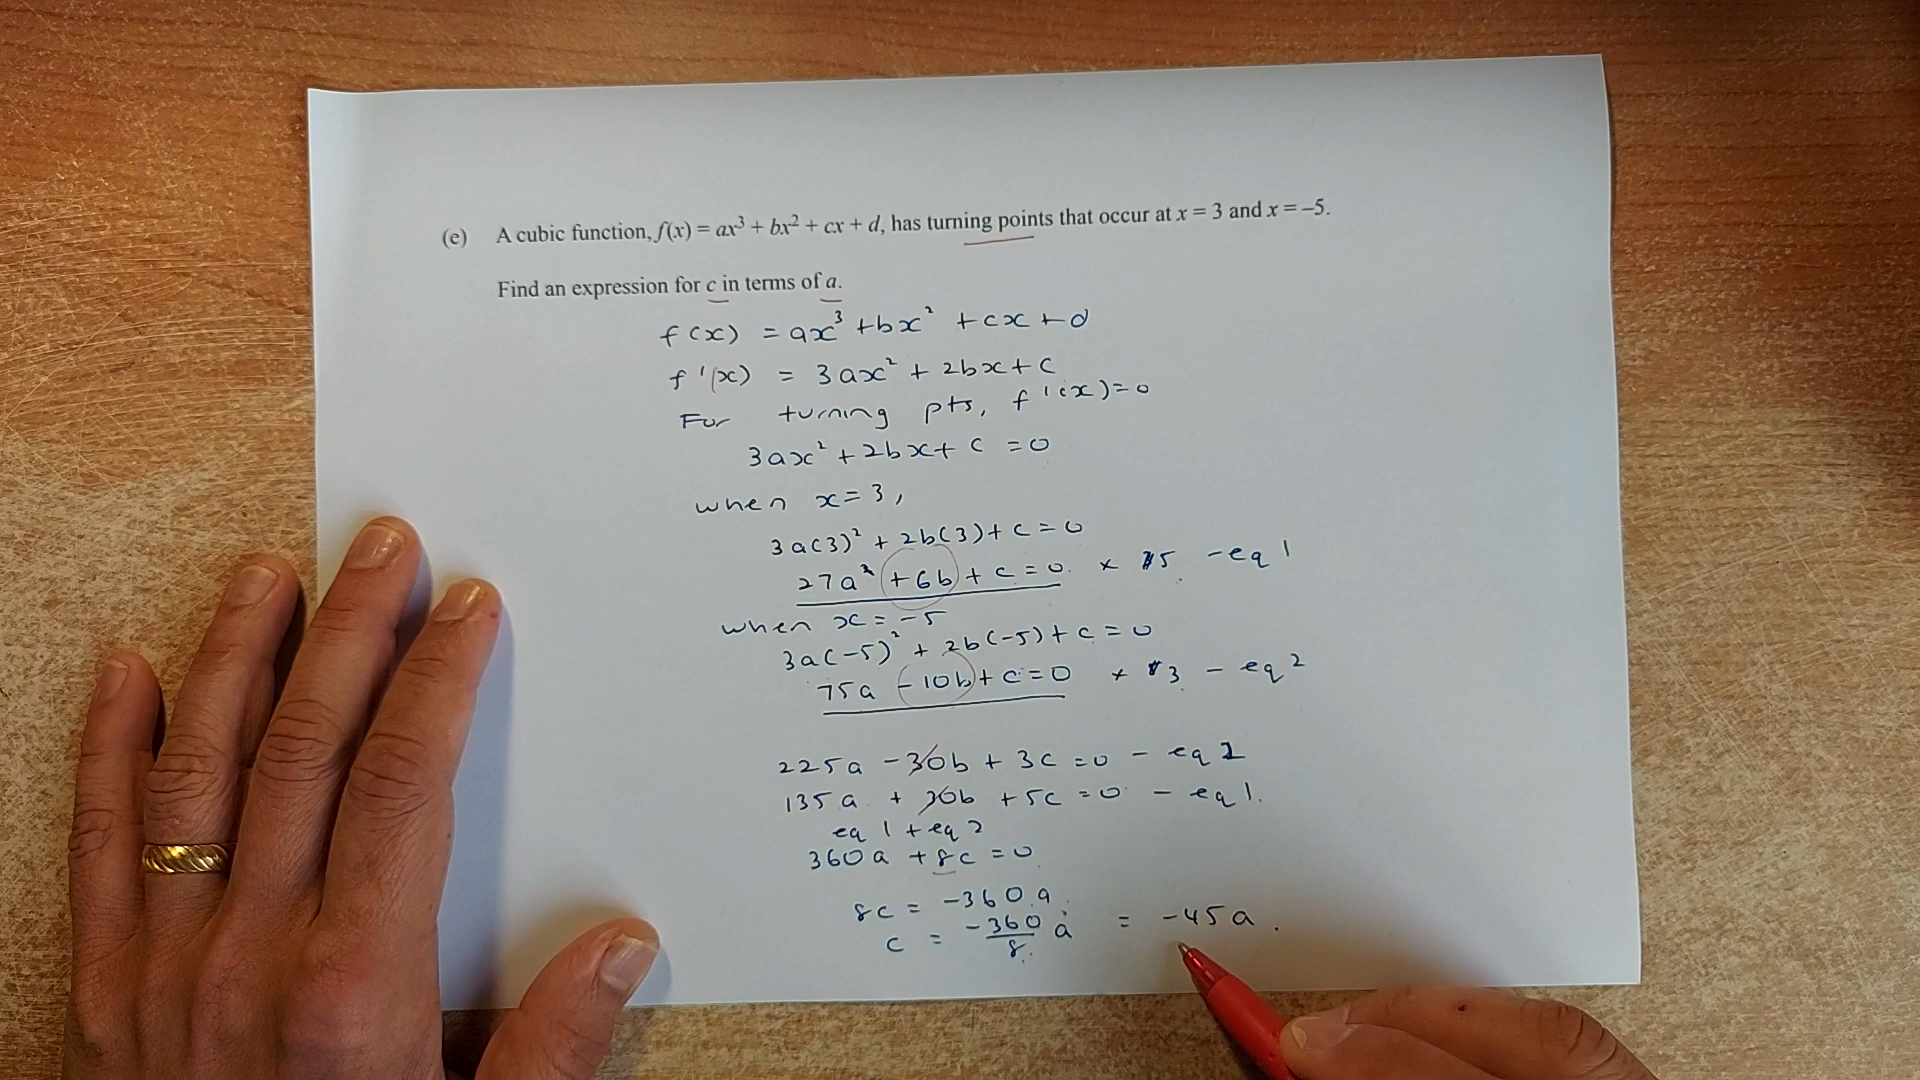 (e) A cubic function, f(x) = ax³ + bx² + cx + d, has turning points that occur at x = 3 and x = –5.
Find an expression for c in terms of a.
f(x) = ax³ + bx² + cx + d
f'(x) = 3ax² + 2bx + c
For turning pts, f'(x) = 0
3ax² + 2bx + c = 0
when x = 3,
3a(3)² + 2b(3) + c = 0
27a + 6b + c = 0 × 5 - eq 1
when x = -5
3a(-5)² + 2b(-5) + c = 0
75a - 10b + c = 0 × 3 - eq 2
225a - 30b + 3c = 0 - eq 2
135a + 30b + 5c = 0 - eq 1.
eq 1 + eq 2
360a + 8c = 0
8c = -360a
c = -360/8 a = -45a.